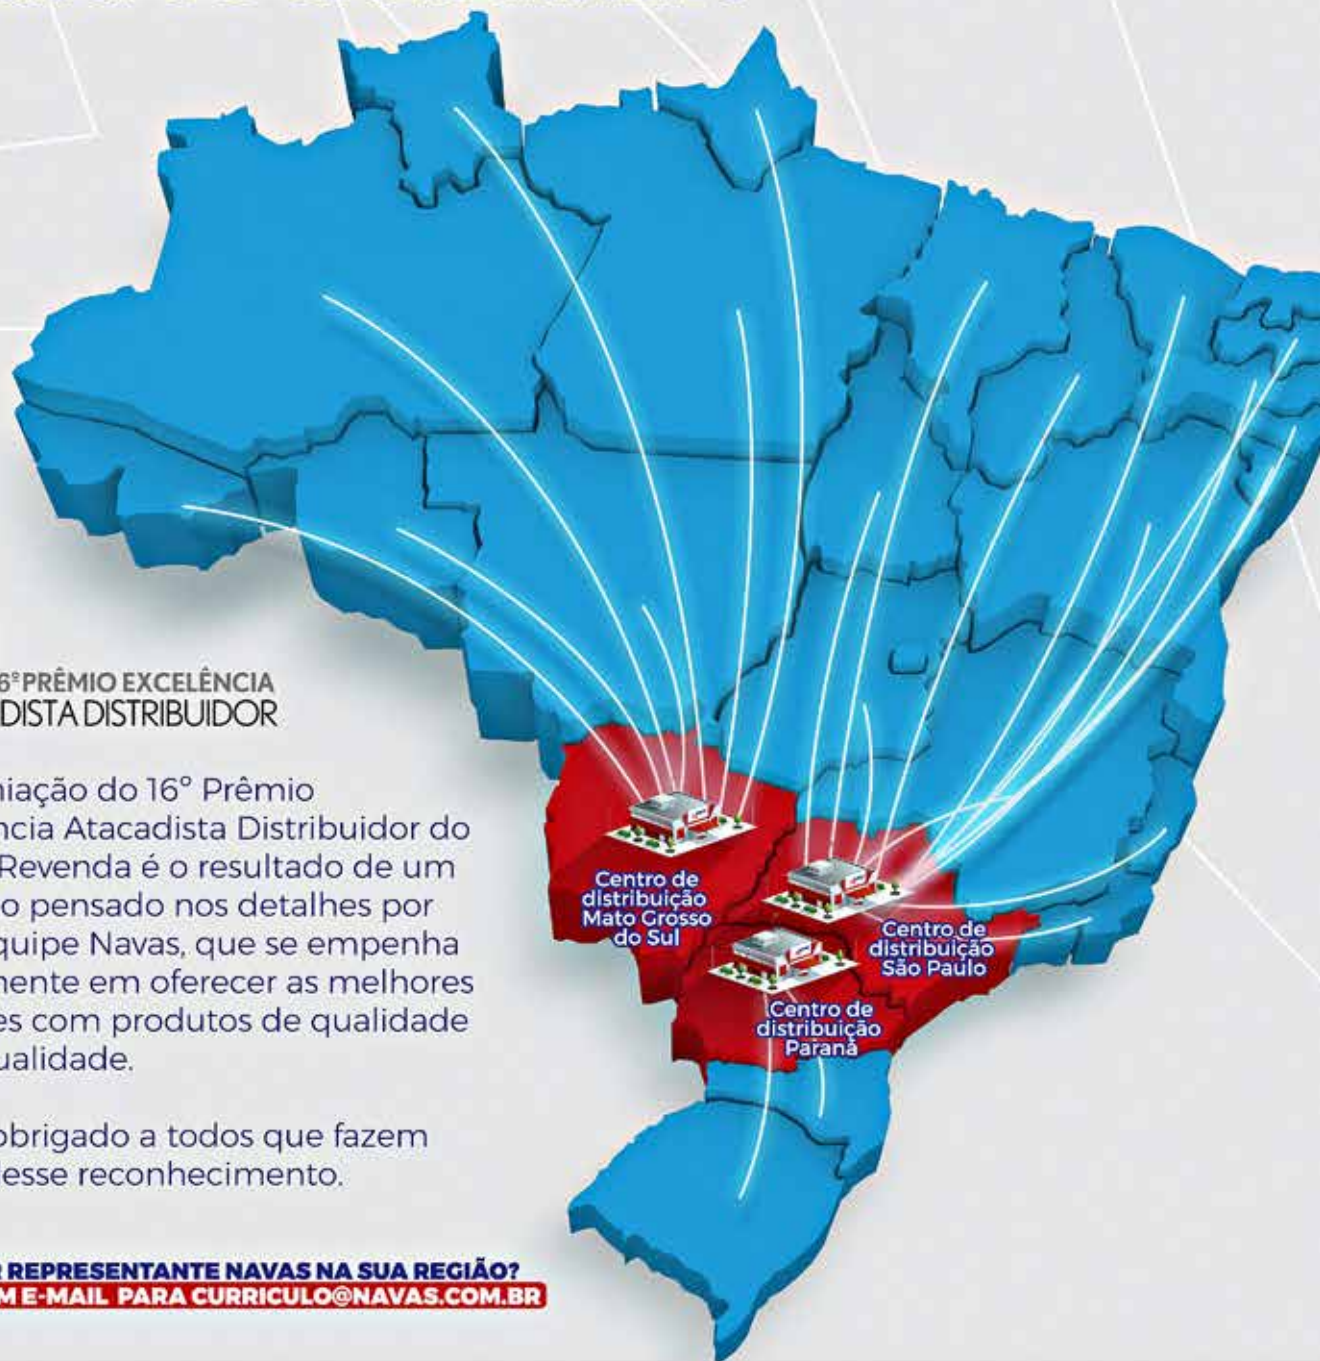 6º PRÊMIO EXCELÊNCIA
DISTA DISTRIBUIDOR
niação do 16º Prêmio
ncia Atacadista Distribuidor do
Revenda é o resultado de um
o pensado nos detalhes por
quipe Navas, que se empenha
mente em oferecer as melhores
es com produtos de qualidade
ualidade.
obrigado a todos que fazem
esse reconhecimento.
R REPRESENTANTE NAVAS NA SUA REGIÃO?
M E-MAIL PARA CURRICULO@NAVAS.COM.BR
Centro de
distribuição
Mato Grosso
do Sul
Centro de
distribuição
São Paulo
Centro de
distribuição
Paraná